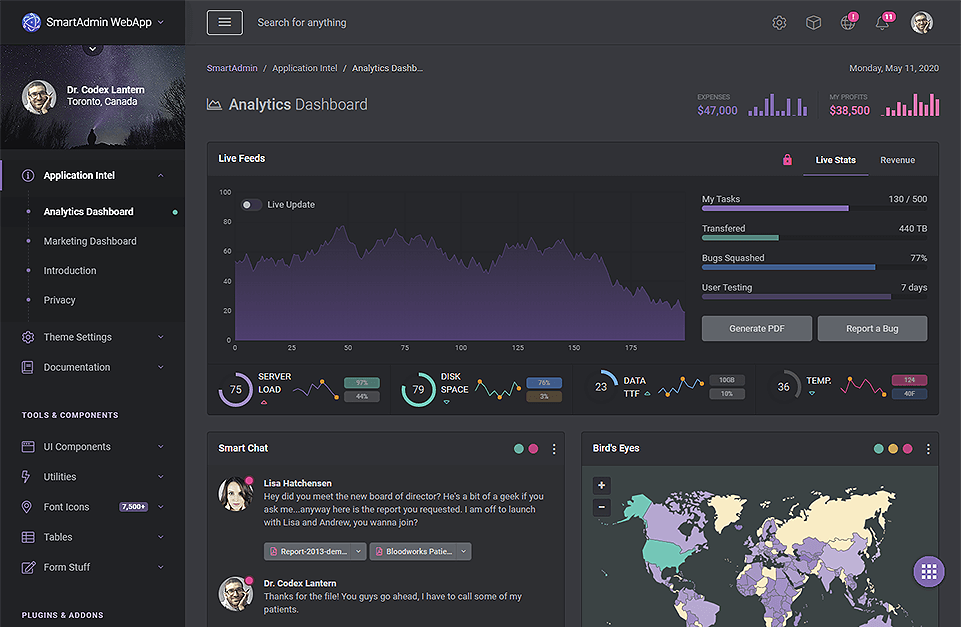 SmartAdmin WebApp
Search for anything
!
11
Dr. Codex Lantern
Toronto, Canada
SmartAdmin / Application Intel / Analytics Dashb...
Monday, May 11, 2020
Analytics Dashboard
EXPENSES
$47,000
MY PROFITS
$38,500
Application Intel
Analytics Dashboard
Marketing Dashboard
Introduction
Privacy
Theme Settings
Documentation
TOOLS & COMPONENTS
UI Components
Utilities
Font Icons
7,500+
Tables
Form Stuff
PLUGINS & ADDONS
Live Feeds
Live Stats
Revenue
Live Update
100
80
60
40
20
0
0 25 50 75 100 125 150 175
My Tasks 130 / 500
Transfered 440 TB
Bugs Squashed 77%
User Testing 7 days
Generate PDF
Report a Bug
75
SERVER
LOAD
97%
44%
79
DISK
SPACE
76%
3%
23
DATA
TTF
10GB
10%
36
TEMP.
124
40F
Smart Chat
Lisa Hatchensen
Hey did you meet the new board of director? He's a bit of a geek if you
ask me...anyway here is the report you requested. I am off to launch
with Lisa and Andrew, you wanna join?
Report-2013-dem...
Bloodworks Patie...
Dr. Codex Lantern
Thanks for the file! You guys go ahead, I have to call some of my
patients.
Bird's Eyes
+
−